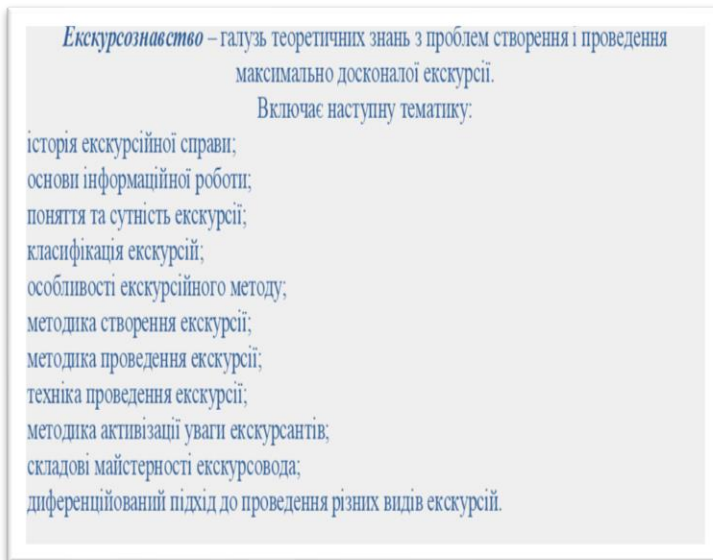 Екскурсознавство – галузь теоретичних знань з проблем створення і проведення
максимально досконалої екскурсії.
Включає наступну тематику:
історія екскурсійної справи;
основи інформаційної роботи;
поняття та сутність екскурсії;
класифікація екскурсій;
особливості екскурсійного методу;
методика створення екскурсії;
методика проведення екскурсії;
техніка проведення екскурсії;
методика активізації уваги екскурсантів;
складові майстерності екскурсовода;
диференційований підхід до проведення різних видів екскурсій.